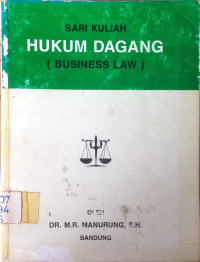 SARI KULIAH
HUKUM DAGANG
( BUSINESS LAW )
DR. M.R. MANURUNG, S.H.
BANDUNG